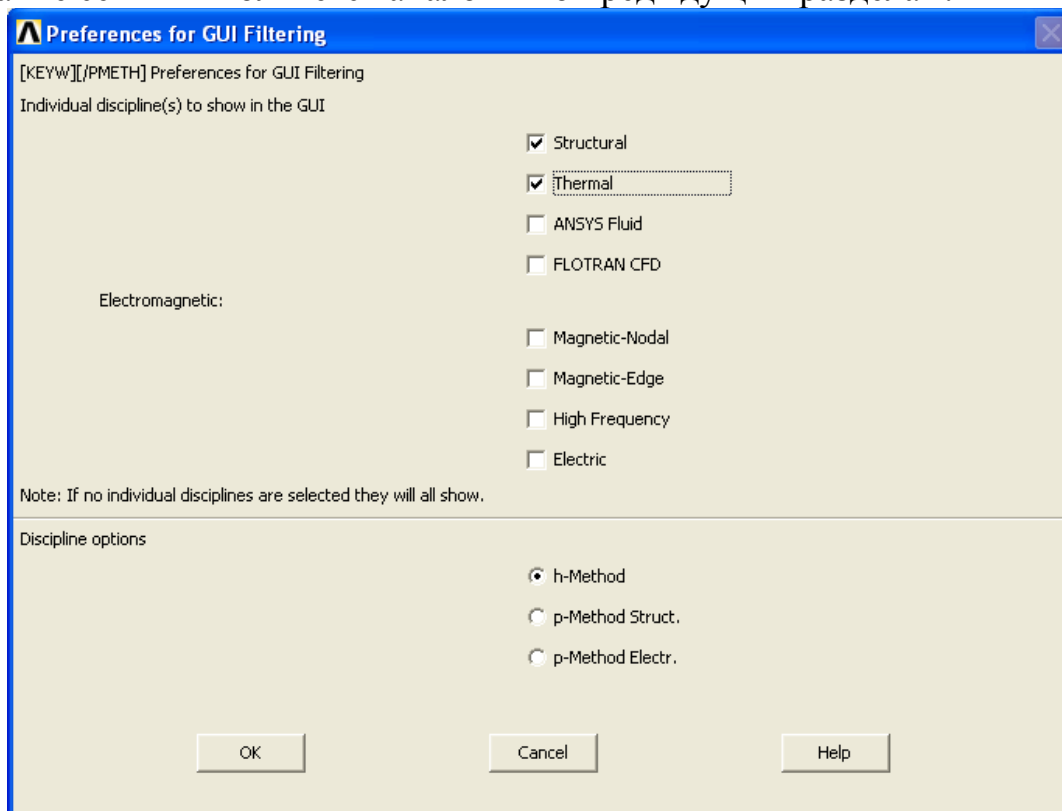 Preferences for GUI Filtering
[KEYW][/PMETH] Preferences for GUI Filtering
Individual discipline(s) to show in the GUI
Structural
Thermal
ANSYS Fluid
FLOTRAN CFD
Electromagnetic:
Magnetic-Nodal
Magnetic-Edge
High Frequency
Electric
Note: If no individual disciplines are selected they will all show.
Discipline options
h-Method
p-Method Struct.
p-Method Electr.
OK Cancel Help